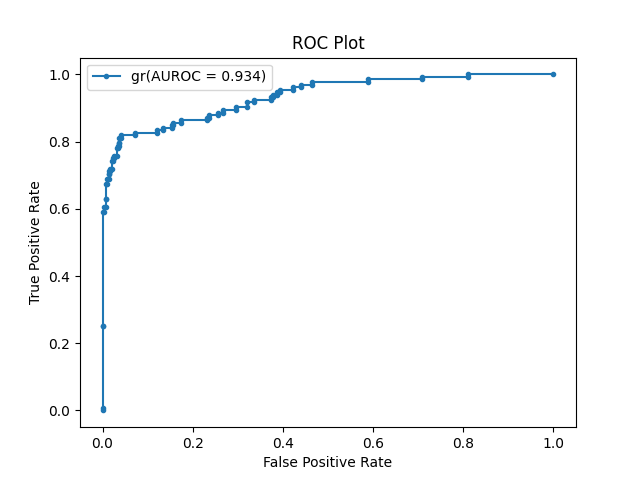 ROC Plot
gr(AUROC = 0.934)
1.0
0.8
0.6
0.4
0.2
0.0
True Positive Rate
0.0 0.2 0.4 0.6 0.8 1.0
False Positive Rate